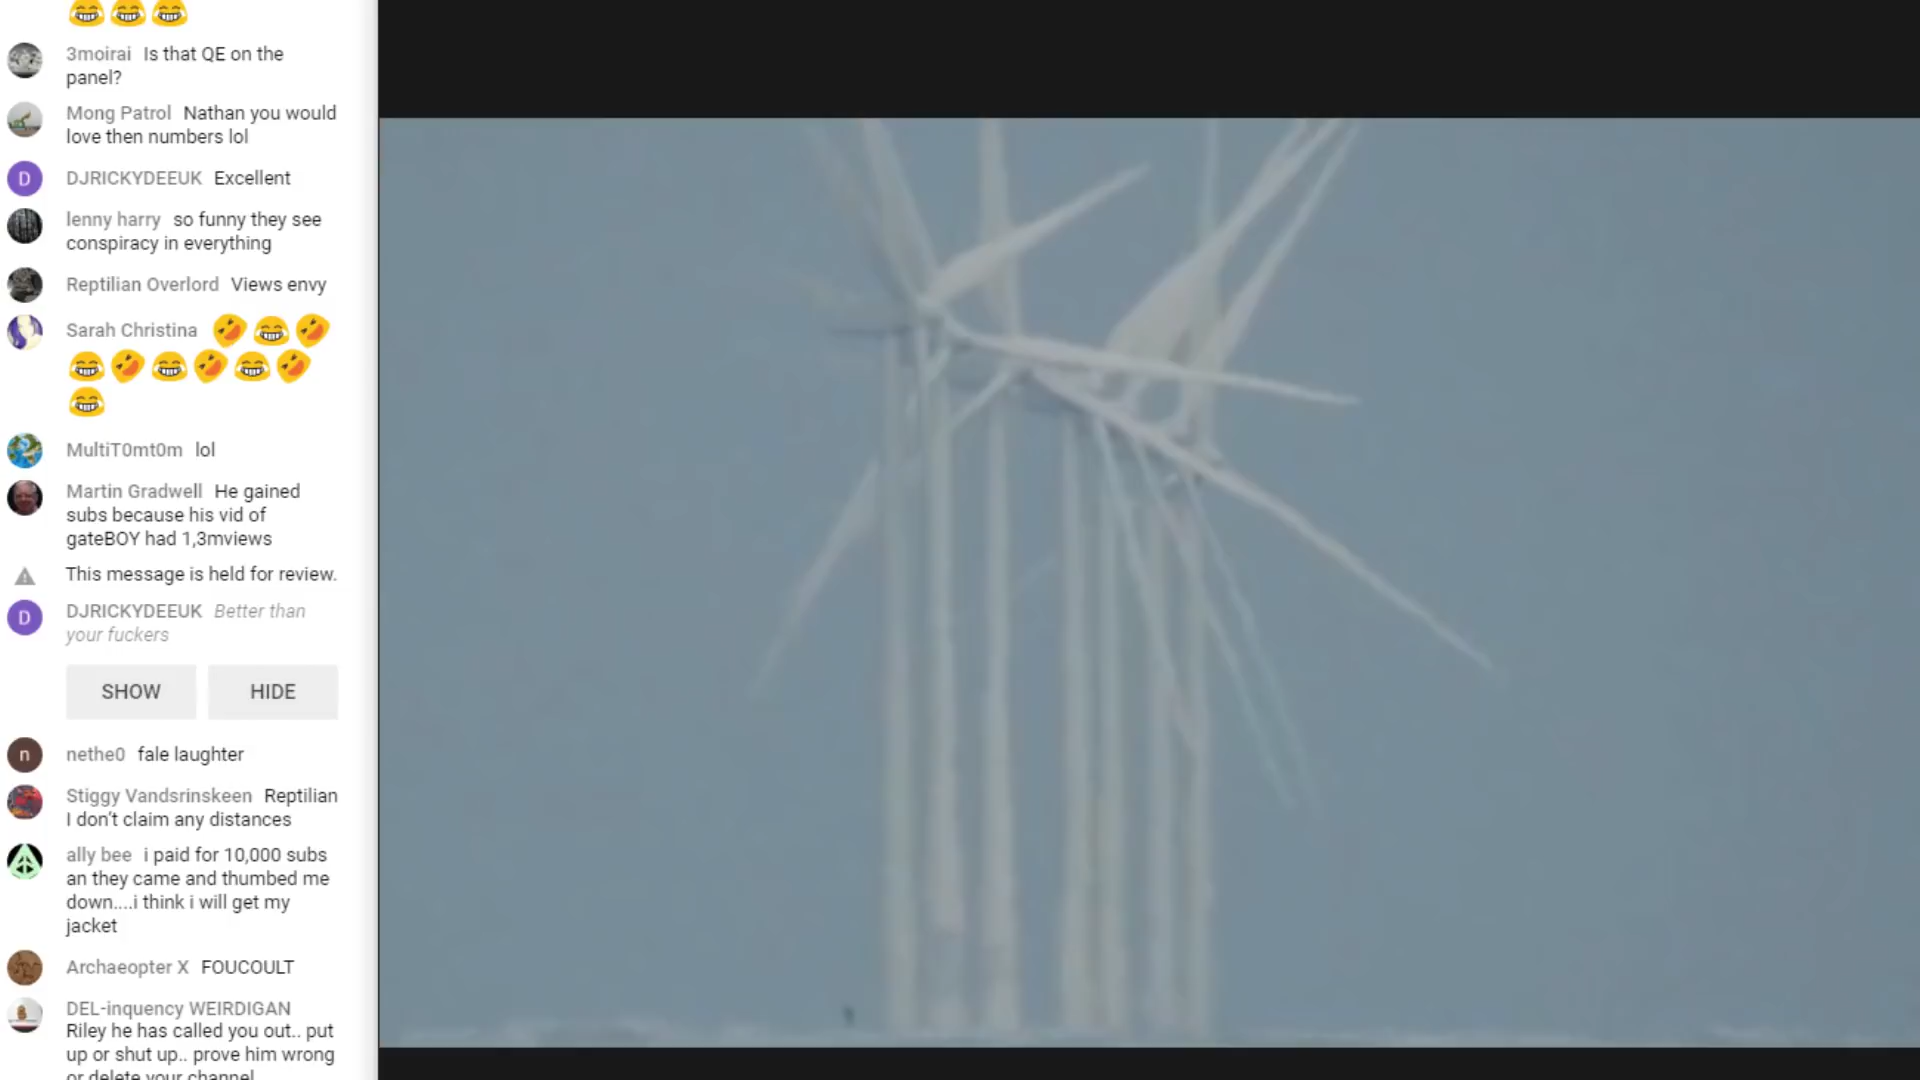 😂😂😂
3moirai Is that QE on the
panel?
Mong Patrol Nathan you would
love then numbers lol
D
DJRICKYDEEUK Excellent
lenny harry so funny they see
conspiracy in everything
Reptilian Overlord Views envy
Sarah Christina 🤣😂🤣
😂🤣😂🤣😂🤣
😂
MultiT0mt0m lol
Martin Gradwell He gained
subs because his vid of
gateBOY had 1,3mviews
This message is held for review.
D
DJRICKYDEEUK Better than
your fuckers
SHOW HIDE
n
nethe0 fale laughter
Stiggy Vandsrinskeen Reptilian
I don't claim any distances
ally bee i paid for 10,000 subs
an they came and thumbed me
down....i think i will get my
jacket
Archaeopter X FOUCOULT
DEL-inquency WEIRDIGAN
Riley he has called you out.. put
up or shut up.. prove him wrong
or delete your channel